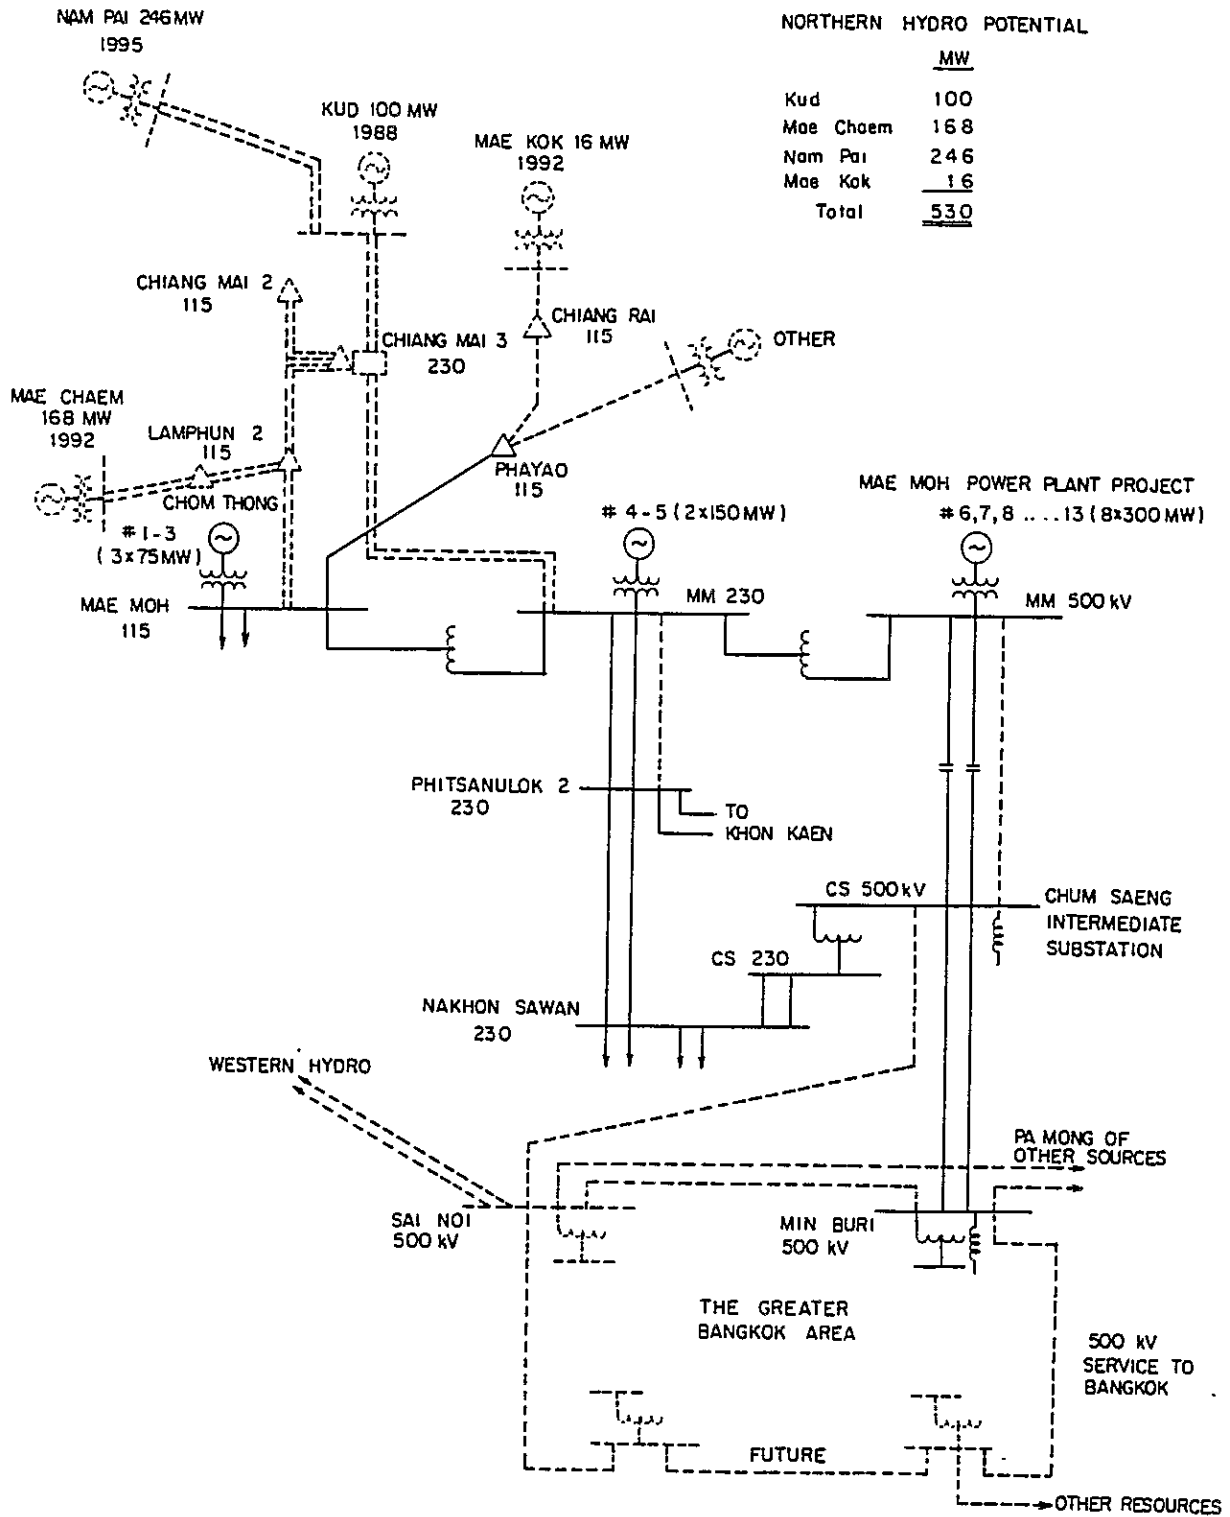 NAM PAI 246 MW
1995
NORTHERN HYDRO POTENTIAL
MW
Kud 100
Mae Chaem 168
Nam Pai 246
Mae Kok 16
Total 530
KUD 100 MW
1988
MAE KOK 16 MW
1992
CHIANG MAI 2
115
CHIANG MAI 3
230
CHIANG RAI
115
OTHER
MAE CHAEM
168 MW
1992
LAMPHUN 2
115
CHOM THONG
PHAYAO
115
# 1-3
(3x75MW)
# 4-5 (2x150MW)
MAE MOH POWER PLANT PROJECT
# 6,7,8 ....13 (8x300MW)
MAE MOH
115
MM 230
MM 500 kV
PHITSANULOK 2
230
TO
KHON KAEN
CS 500 kV
CHUM SAENG
INTERMEDIATE
SUBSTATION
CS 230
NAKHON SAWAN
230
WESTERN HYDRO
PA MONG OF
OTHER SOURCES
SAI NOI
500 kV
MIN BURI
500 kV
THE GREATER
BANGKOK AREA
500 kV
SERVICE TO
BANGKOK
FUTURE
OTHER RESOURCES